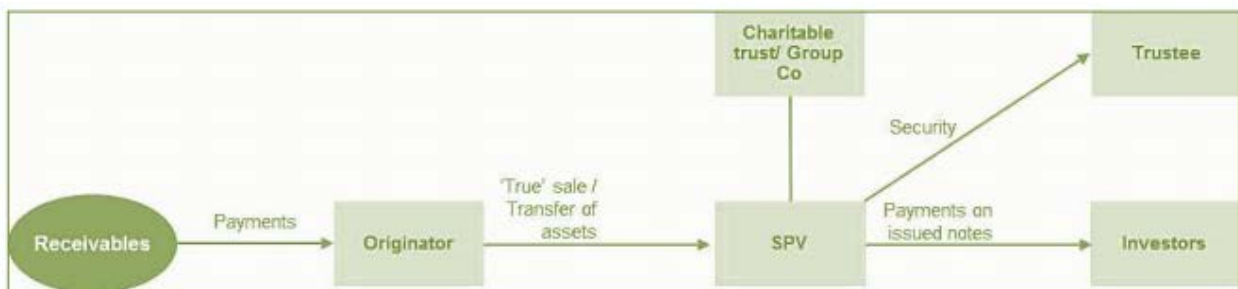 Charitable
trust/ Group
Co
Trustee
Security
Receivables
Payments
Originator
'True' sale /
Transfer of
assets
SPV
Payments on
issued notes
Investors